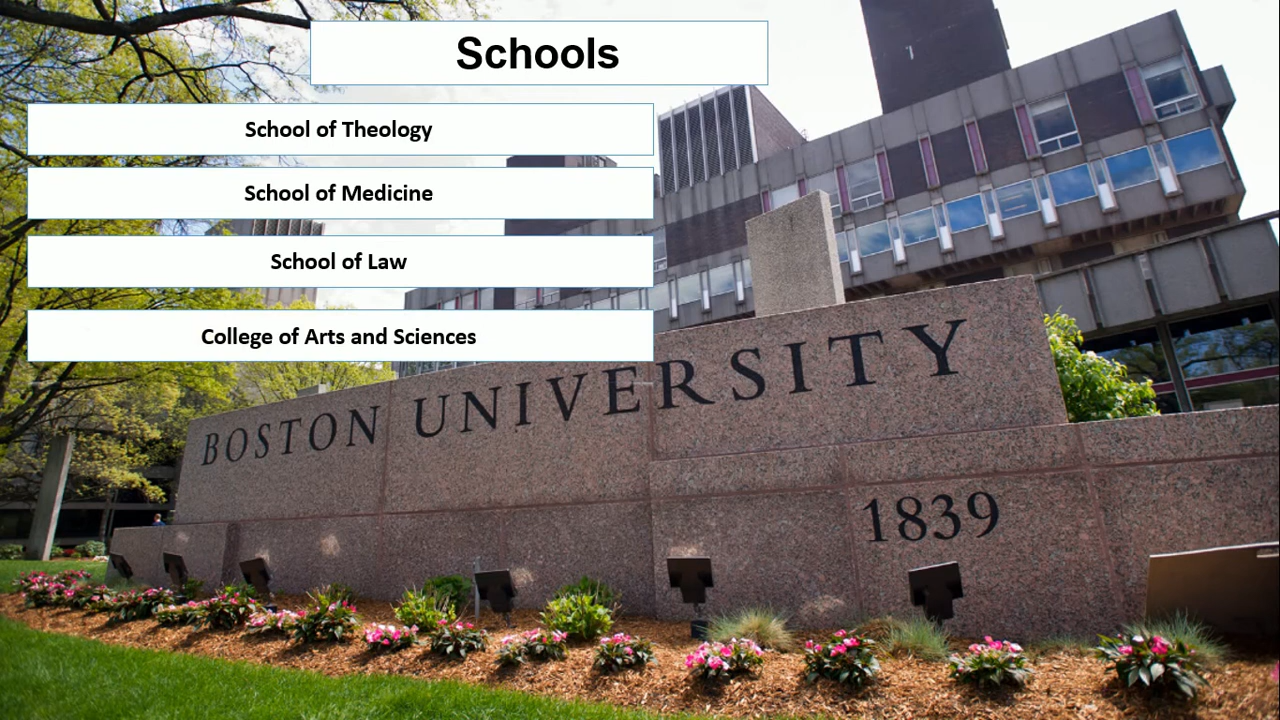 Schools
School of Theology
School of Medicine
School of Law
College of Arts and Sciences
BOSTON UNIVERSITY
1839